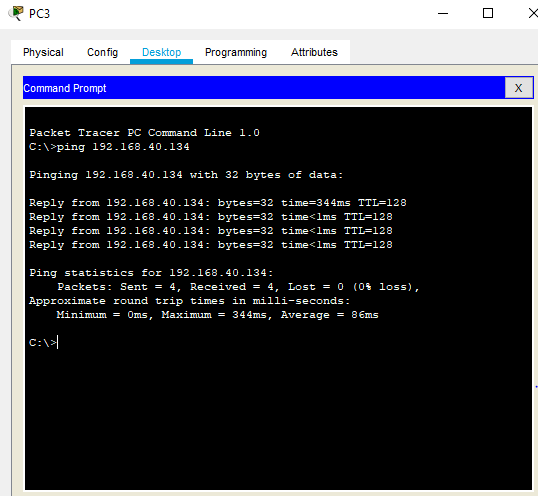 PC3
Physical Config Desktop Programming Attributes
Command Prompt X
Packet Tracer PC Command Line 1.0
C:\>ping 192.168.40.134
Pinging 192.168.40.134 with 32 bytes of data:
Reply from 192.168.40.134: bytes=32 time=344ms TTL=128
Reply from 192.168.40.134: bytes=32 time<1ms TTL=128
Reply from 192.168.40.134: bytes=32 time<1ms TTL=128
Reply from 192.168.40.134: bytes=32 time<1ms TTL=128
Ping statistics for 192.168.40.134:
Packets: Sent = 4, Received = 4, Lost = 0 (0% loss),
Approximate round trip times in milli-seconds:
Minimum = 0ms, Maximum = 344ms, Average = 86ms
C:\>